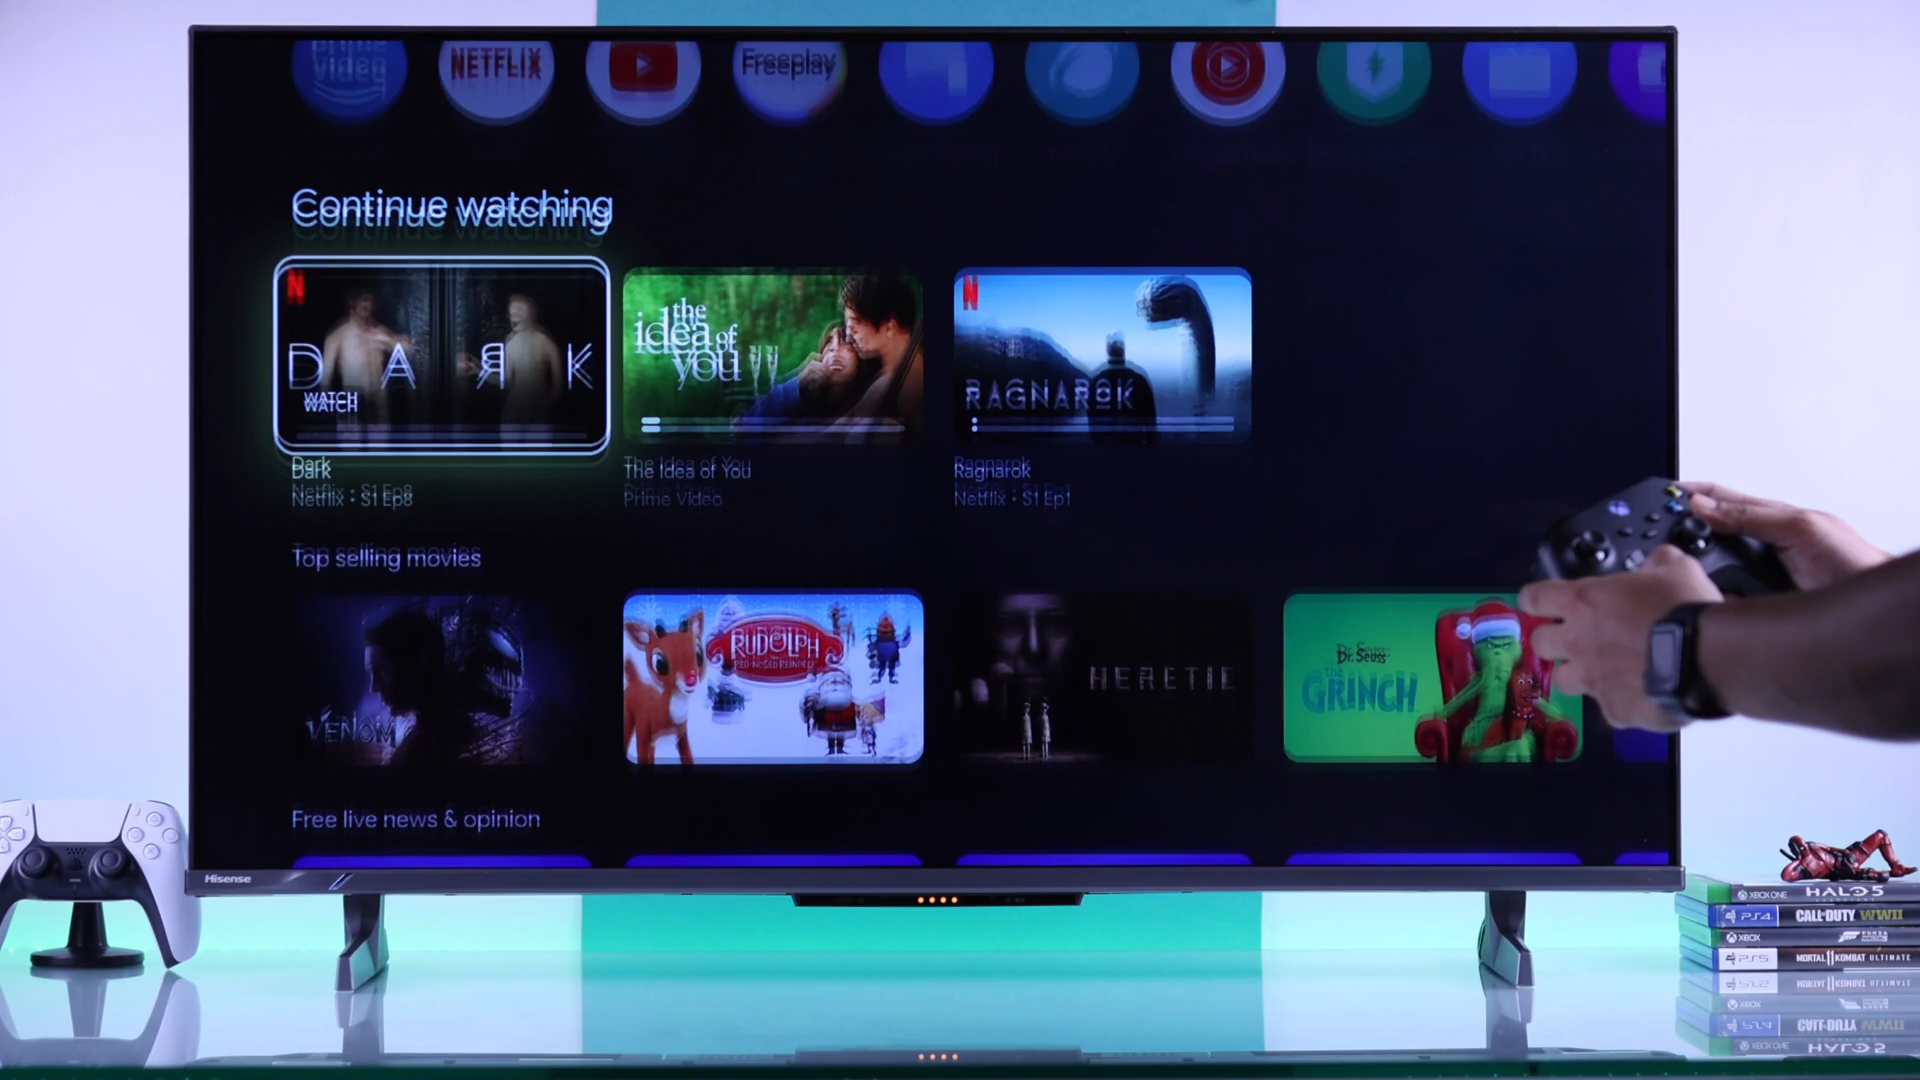 Prime
Video
NETFLIX
Freeplay
Continue watching
N
DARK
WATCH
Dark
Netflix • S1 Ep8
the
idea of
you
The Idea of You
Prime Video
N
RAGNAROK
Ragnarok
Netflix • S1 Ep1
Top selling movies
VENOM
RUDOLPH
RED-NOSED REINDEER
HERETIC
Dr. Seuss'
the
GRINCH
Free live news & opinion
Hisense
XBOX ONE HALO 5
PS4 CALL OF DUTY WWII
XBOX FORZA
PS5 MORTAL KOMBAT 11 ULTIMATE